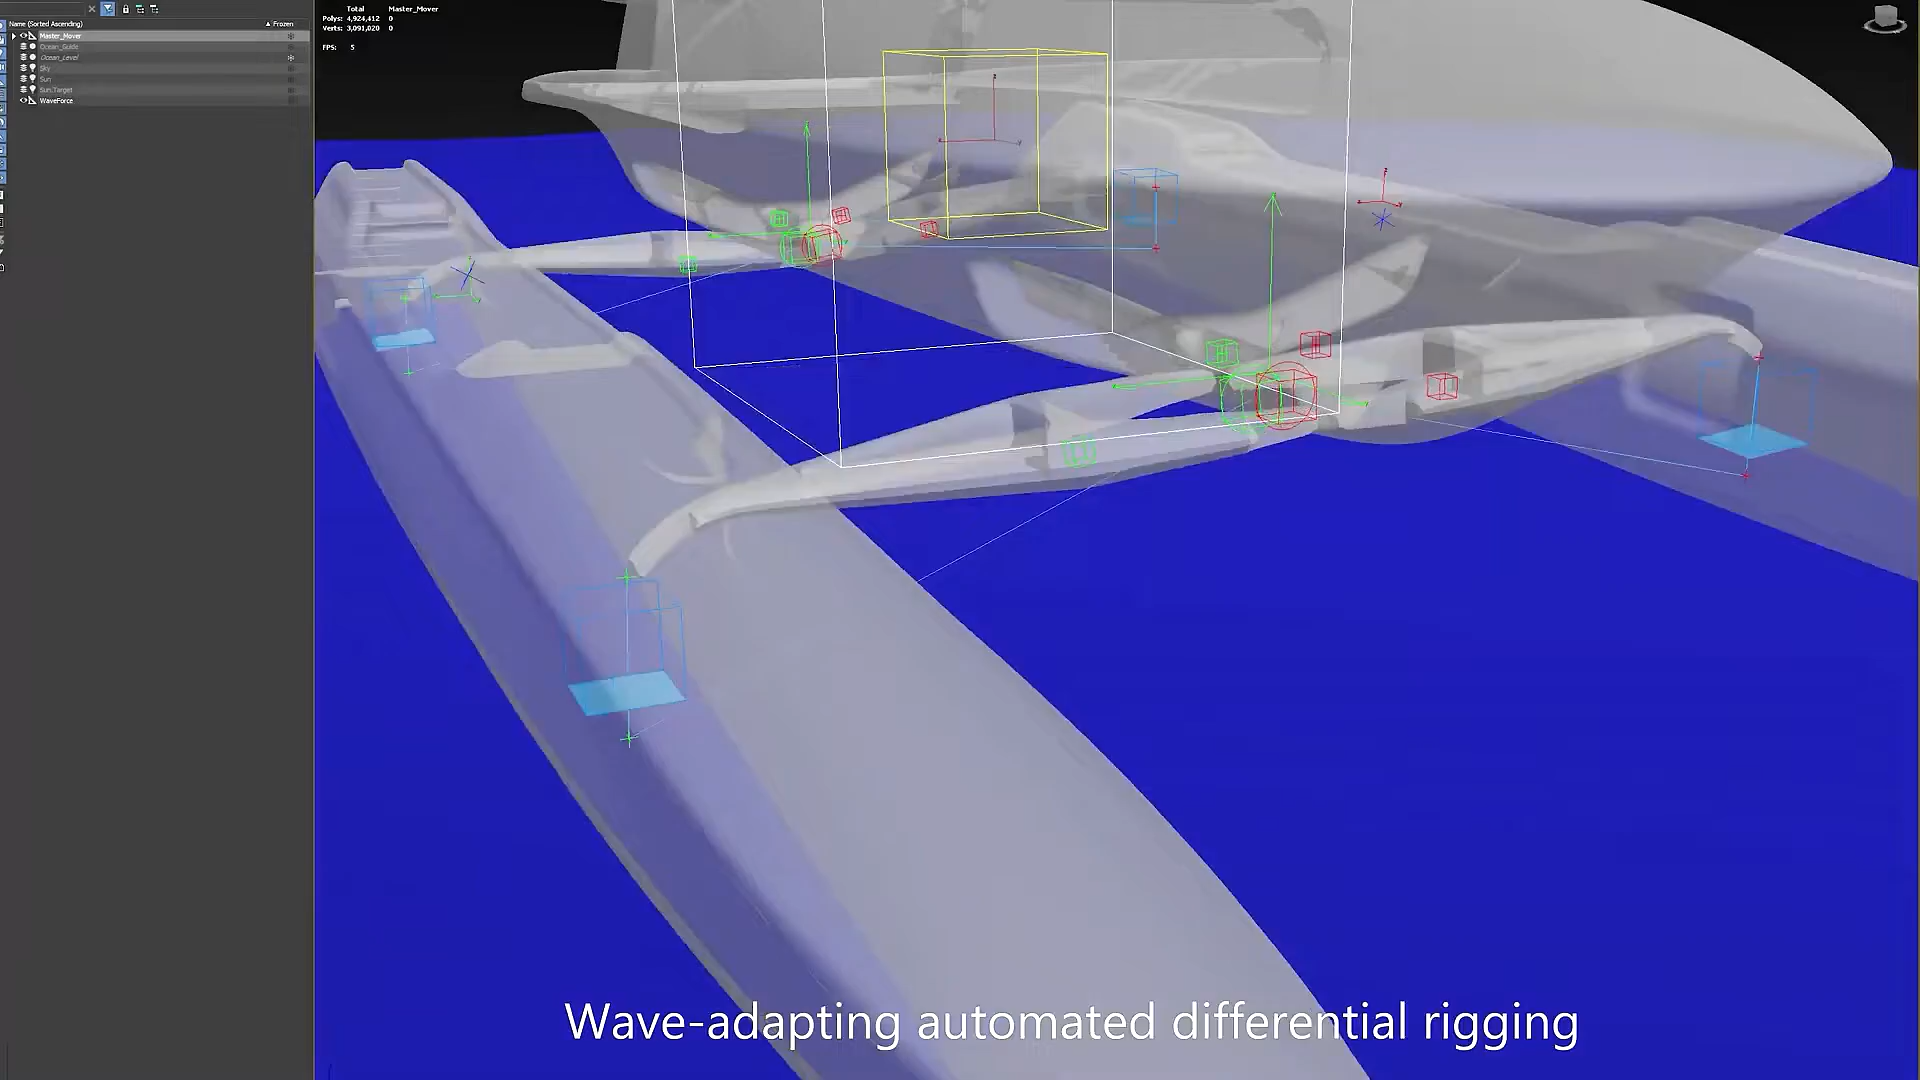 Name (Sorted Ascending)
▲ Frozen
Master_Mover
Ocean_Guide
Ocean_Level
Sky
Sun
Sun.Target
WaveForce
Total Master_Mover
Polys: 4,924,412 0
Verts: 3,091,020 0
FPS: 5
Wave-adapting automated differential rigging